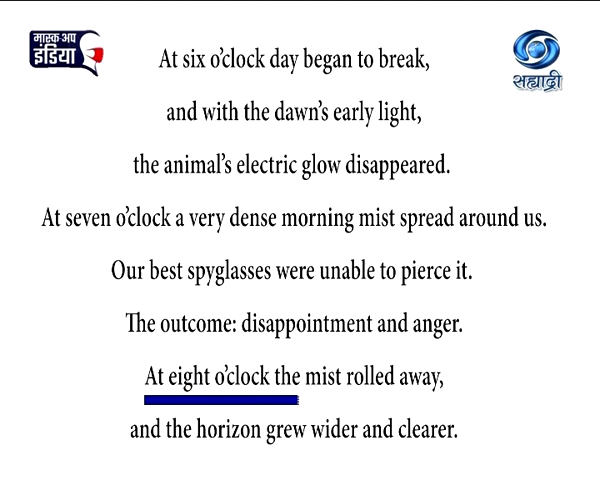 मास्क अप
इंडिया
सह्याद्री
At six o’clock day began to break,
and with the dawn’s early light,
the animal’s electric glow disappeared.
At seven o’clock a very dense morning mist spread around us.
Our best spyglasses were unable to pierce it.
The outcome: disappointment and anger.
At eight o’clock the mist rolled away,
and the horizon grew wider and clearer.